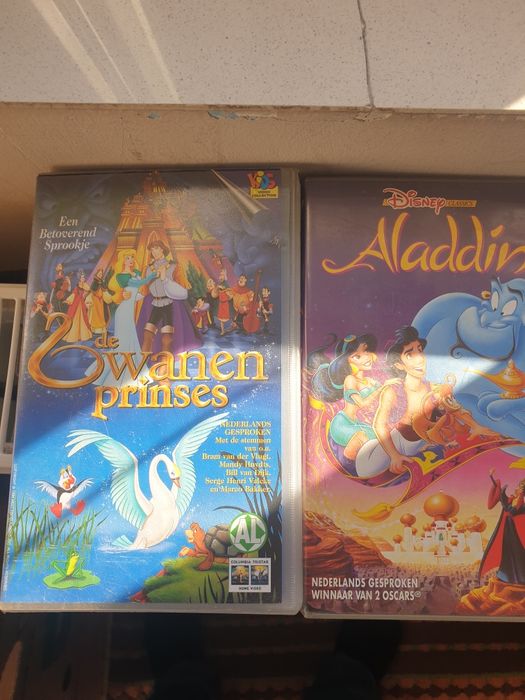 Een
Betoverend
Sprookje
KiDS
de
Zwanen
prinses
NEDERLANDS
GESPROKEN
Met de stemmen
van o.a.
Bram van der Vlugt,
Mandy Huydts,
Bill van Dijk,
Serge Henri Valcke
en Marco Bakker.
AL
COLUMBIA TRISTAR
HOME VIDEO
Disney
CLASSICS
Aladdin
NEDERLANDS GESPROKEN
WINNAAR VAN 2 OSCARS®